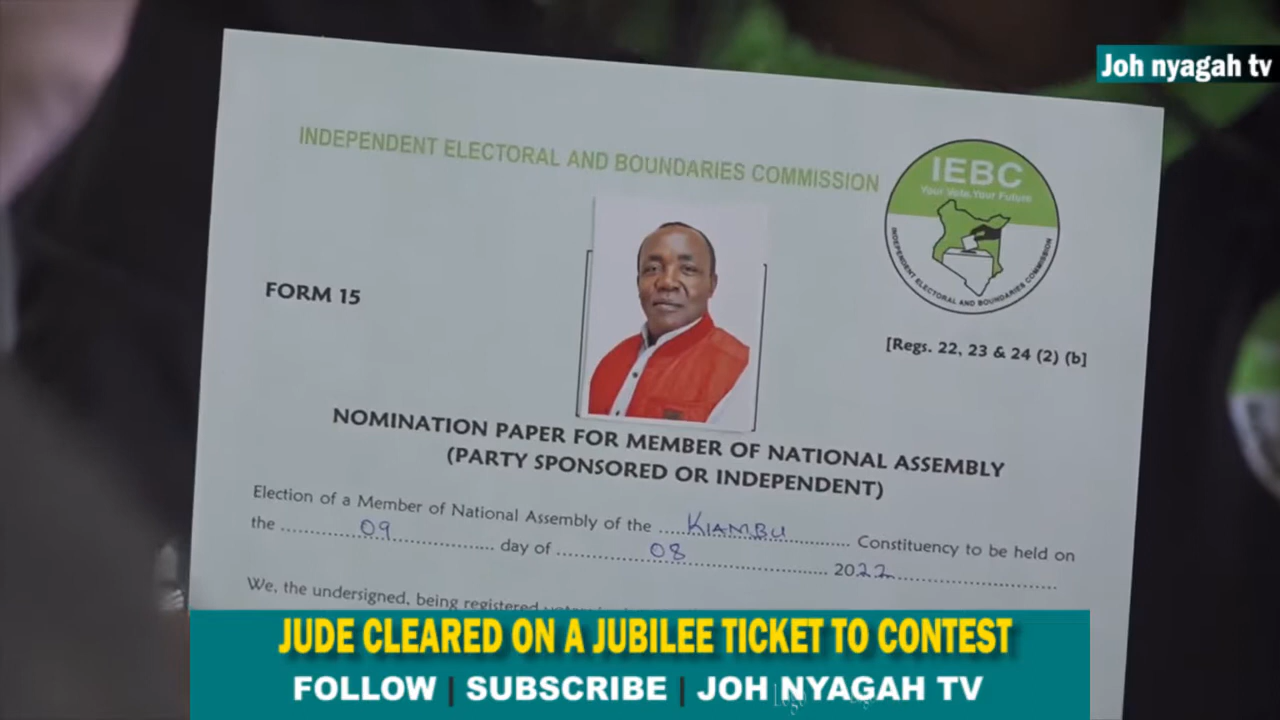 Joh nyagah tv
INDEPENDENT ELECTORAL AND BOUNDARIES COMMISSION
IEBC
Your Vote, Your Future
INDEPENDENT ELECTORAL AND BOUNDARIES COMMISSION
FORM 15
[Regs. 22, 23 & 24 (2) (b]
NOMINATION PAPER FOR MEMBER OF NATIONAL ASSEMBLY
(PARTY SPONSORED OR INDEPENDENT)
Election of a Member of National Assembly of the ....KIAMBU.... Constituency to be held on
the ....09.... day of ....08.... 2022....
We, the undersigned, being registered
JUDE CLEARED ON A JUBILEE TICKET TO CONTEST
FOLLOW | SUBSCRIBE | JOH NYAGAH TV